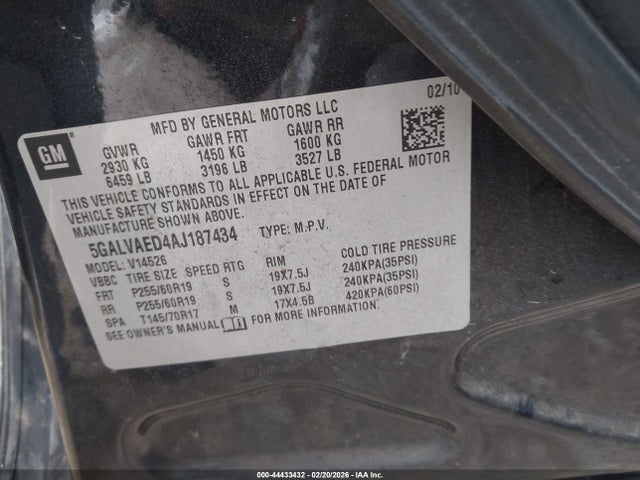 MFD BY GENERAL MOTORS LLC
02/10
GM
GVWR GAWR FRT GAWR RR
2930 KG 1450 KG 1600 KG
6459 LB 3196 LB 3527 LB
THIS VEHICLE CONFORMS TO ALL APPLICABLE U.S. FEDERAL MOTOR
VEHICLE SAFETY STANDARDS IN EFFECT ON THE DATE OF
MANUFACTURE SHOWN ABOVE.
5GALVAED4AJ187434 TYPE: M.P.V.
MODEL: V14526
VBBC TIRE SIZE SPEED RTG RIM COLD TIRE PRESSURE
FRT P255/60R19 S 19X7.5J 240KPA(35PSI)
RR P255/60R19 S 19X7.5J 240KPA(35PSI)
SPA T145/70R17 M 17X4.5B 420KPA(60PSI)
SEE OWNER'S MANUAL FOR MORE INFORMATION.
000-44433432 - 02/20/2026 - IAA Inc.